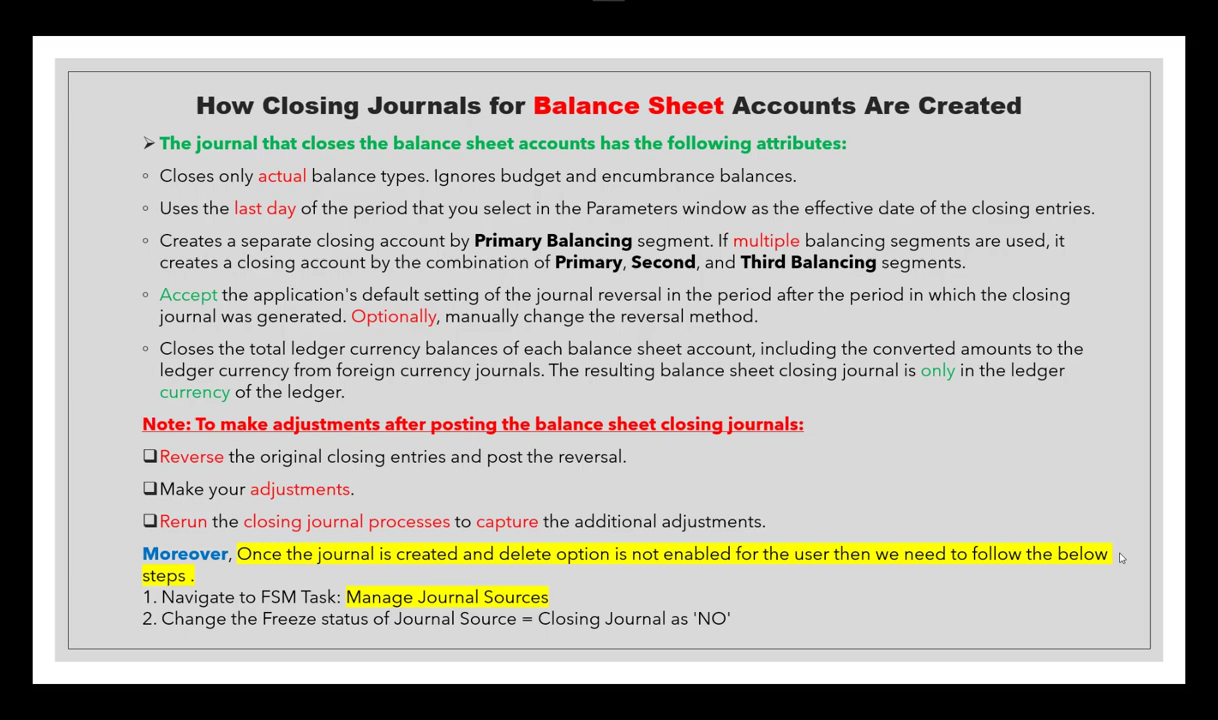 How Closing Journals for Balance Sheet Accounts Are Created
➢ The journal that closes the balance sheet accounts has the following attributes:
◦ Closes only actual balance types. Ignores budget and encumbrance balances.
◦ Uses the last day of the period that you select in the Parameters window as the effective date of the closing entries.
◦ Creates a separate closing account by Primary Balancing segment. If multiple balancing segments are used, it
creates a closing account by the combination of Primary, Second, and Third Balancing segments.
◦ Accept the application's default setting of the journal reversal in the period after the period in which the closing
journal was generated. Optionally, manually change the reversal method.
◦ Closes the total ledger currency balances of each balance sheet account, including the converted amounts to the
ledger currency from foreign currency journals. The resulting balance sheet closing journal is only in the ledger
currency of the ledger.
Note: To make adjustments after posting the balance sheet closing journals:
❑Reverse the original closing entries and post the reversal.
❑Make your adjustments.
❑Rerun the closing journal processes to capture the additional adjustments.
Moreover, Once the journal is created and delete option is not enabled for the user then we need to follow the below
steps .
1. Navigate to FSM Task: Manage Journal Sources
2. Change the Freeze status of Journal Source = Closing Journal as 'NO'